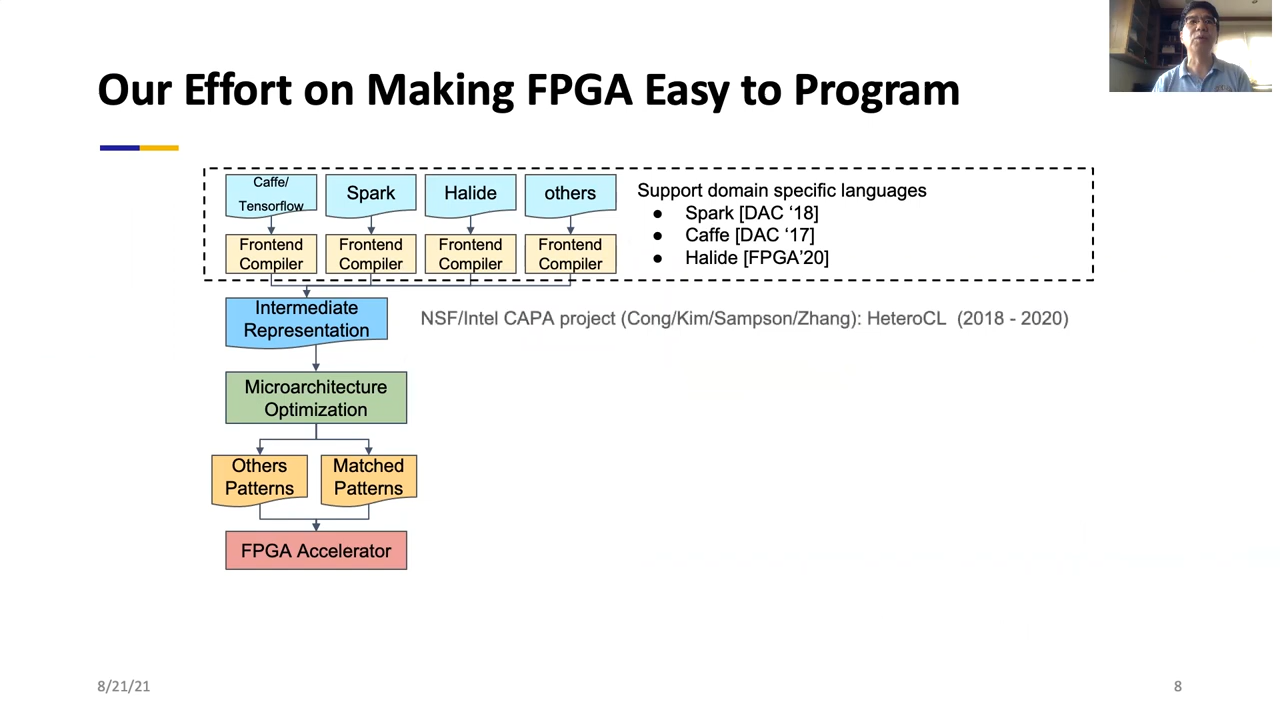 Our Effort on Making FPGA Easy to Program
Caffe/
Tensorflow
Spark
Halide
others
Frontend
Compiler
Frontend
Compiler
Frontend
Compiler
Frontend
Compiler
Support domain specific languages
● Spark [DAC ‘18]
● Caffe [DAC ‘17]
● Halide [FPGA’20]
Intermediate
Representation
NSF/Intel CAPA project (Cong/Kim/Sampson/Zhang): HeteroCL (2018 - 2020)
Microarchitecture
Optimization
Others
Patterns
Matched
Patterns
FPGA Accelerator
8/21/21
8